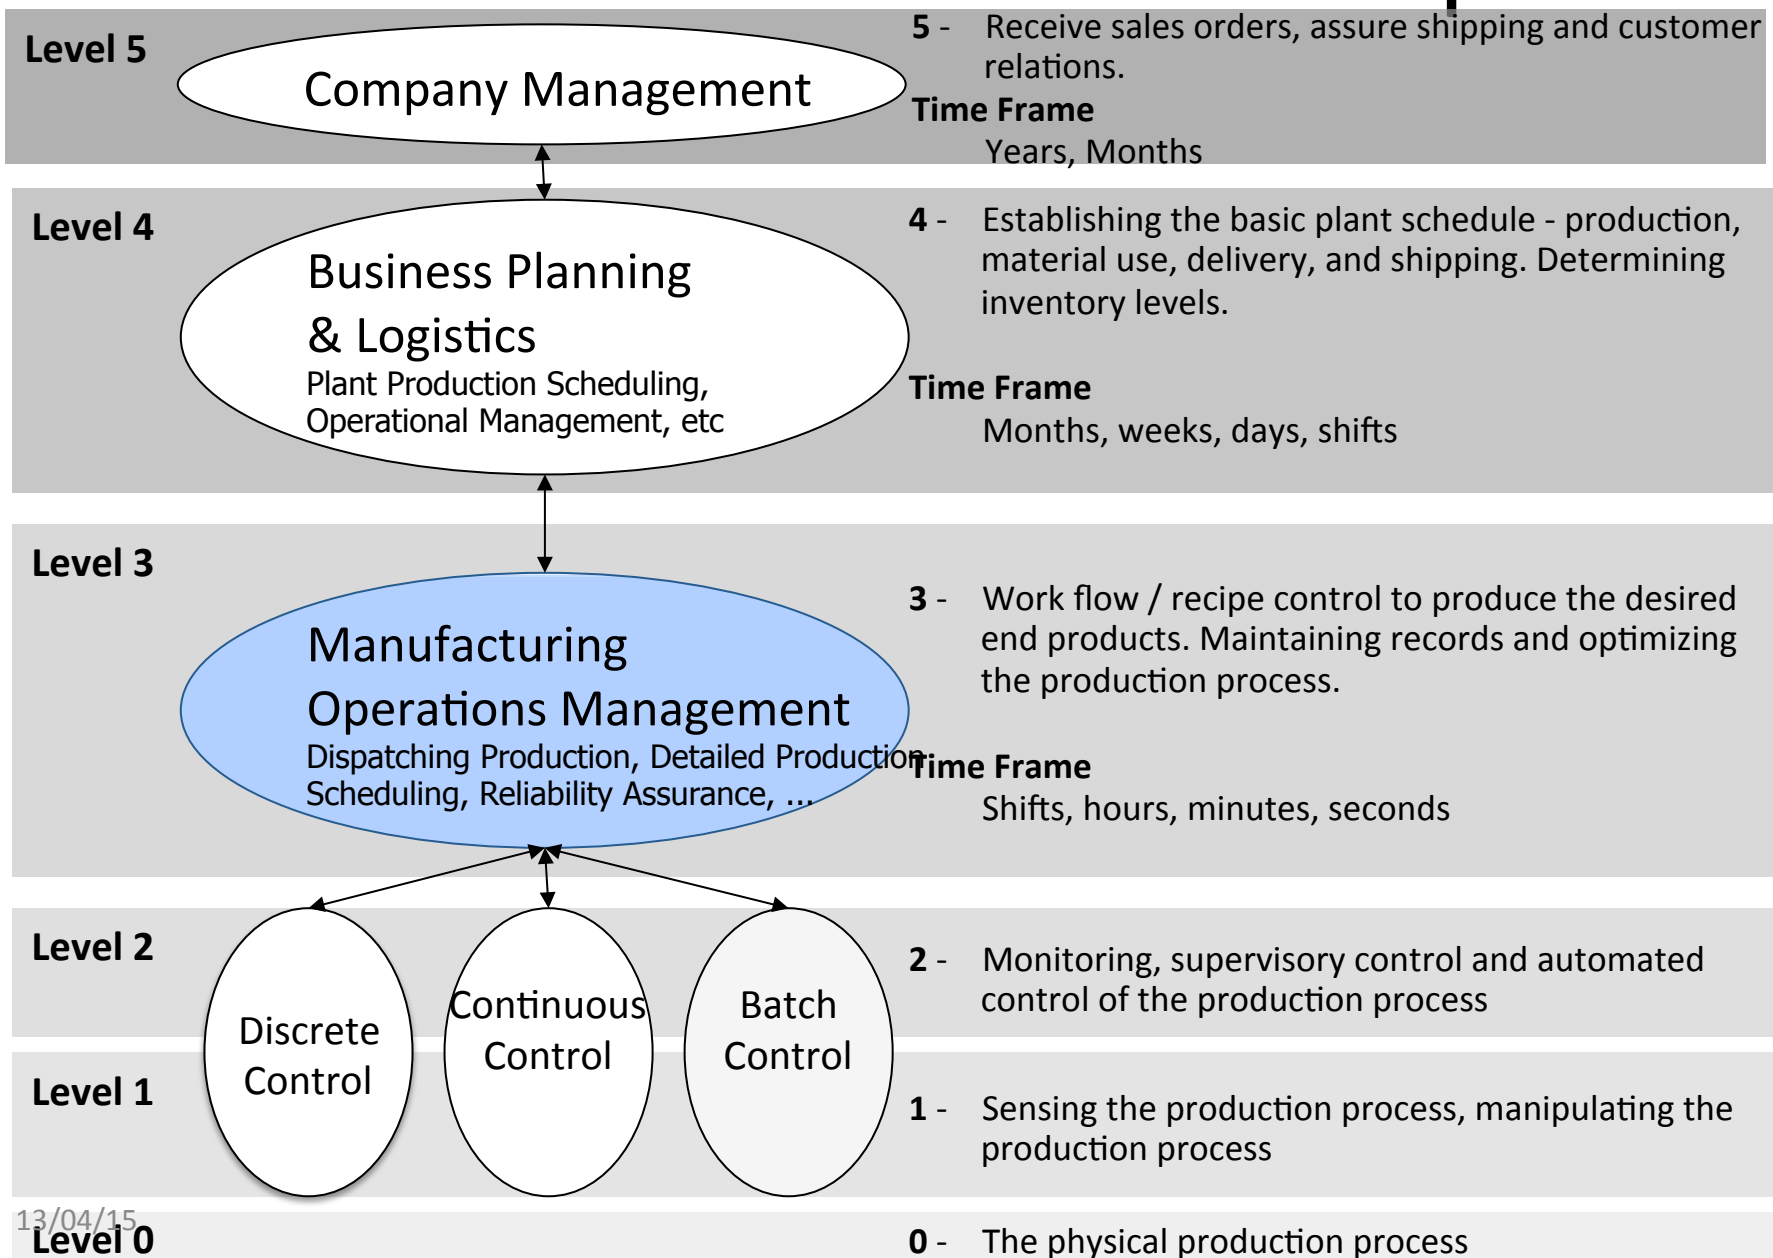 Level 5
Company Management
5 - Receive sales orders, assure shipping and customer
relations.
Time Frame
Years, Months
Level 4
Business Planning
& Logistics
Plant Production Scheduling,
Operational Management, etc
4 - Establishing the basic plant schedule - production,
material use, delivery, and shipping. Determining
inventory levels.
Time Frame
Months, weeks, days, shifts
Level 3
Manufacturing
Operations Management
Dispatching Production, Detailed Production
Scheduling, Reliability Assurance, ...
3 - Work flow / recipe control to produce the desired
end products. Maintaining records and optimizing
the production process.
Time Frame
Shifts, hours, minutes, seconds
Level 2
Discrete
Control
Continuous
Control
Batch
Control
2 - Monitoring, supervisory control and automated
control of the production process
Level 1
1 - Sensing the production process, manipulating the
production process
13/04/15
Level 0
0 - The physical production process